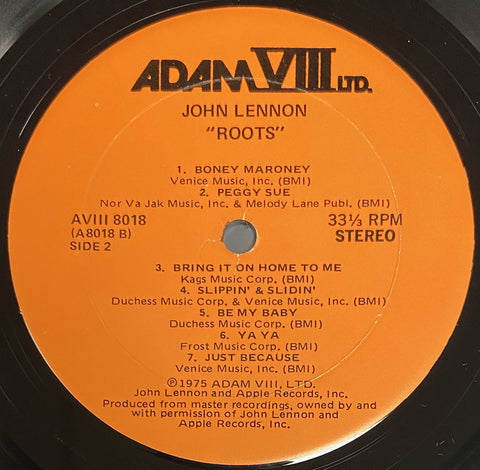 ADAM VIII LTD.
JOHN LENNON
"ROOTS"
1. BONEY MARONEY
Venice Music, Inc. (BMI)
2. PEGGY SUE
Nor Va Jak Music, Inc. & Melody Lane Publ. (BMI)
AVIII 8018
(A8018 B)
SIDE 2
33⅓ RPM
STEREO
3. BRING IT ON HOME TO ME
Kags Music Corp. (BMI)
4. SLIPPIN' & SLIDIN'
Duchess Music Corp. & Venice Music, Inc. (BMI)
5. BE MY BABY
Duchess Music Corp. (BMI)
6. YA YA
Frost Music Corp. (BMI)
7. JUST BECAUSE
Venice Music, Inc. (BMI)
℗1975 ADAM VIII, LTD.
John Lennon and Apple Records, Inc.
Produced from master recordings, owned by and
with permission of John Lennon and
Apple Records, Inc.